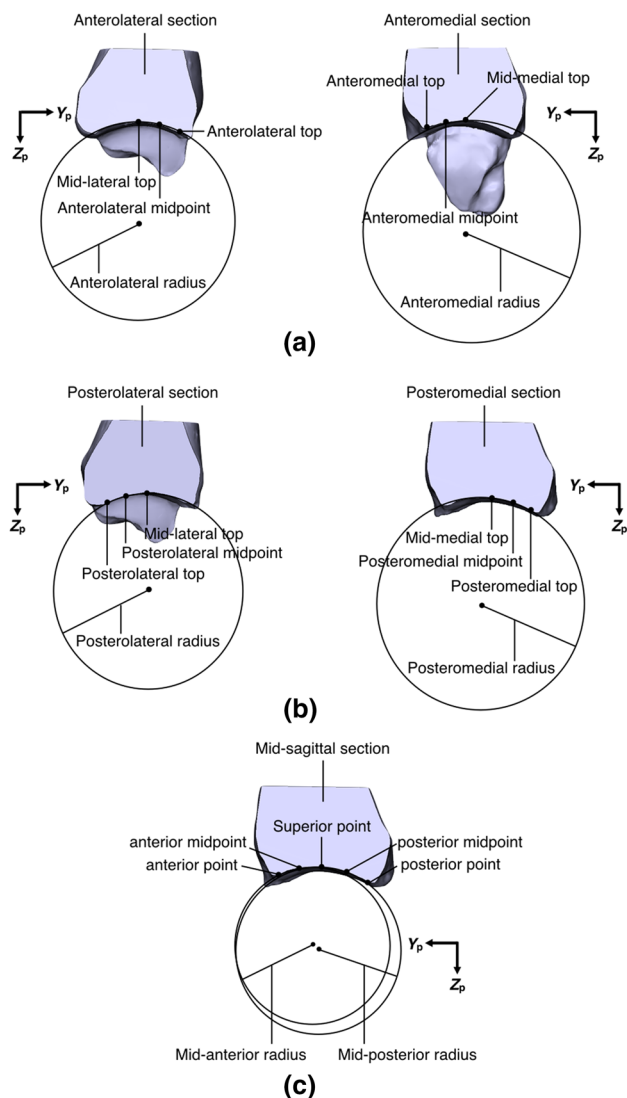 Anterolateral section
Anteromedial section
Anteromedial top
Mid-medial top
Yp
Zp
Anterolateral top
Yp
Zp
Mid-lateral top
Anterolateral midpoint
Anteromedial midpoint
Anterolateral radius
Anteromedial radius
(a)
Posterolateral section
Posteromedial section
Yp
Zp
Yp
Zp
Mid-lateral top
Posterolateral midpoint
Posterolateral top
Mid-medial top
Posteromedial midpoint
Posteromedial top
Posterolateral radius
Posteromedial radius
(b)
Mid-sagittal section
Superior point
anterior midpoint
posterior midpoint
anterior point
posterior point
Yp
Zp
Mid-anterior radius
Mid-posterior radius
(c)